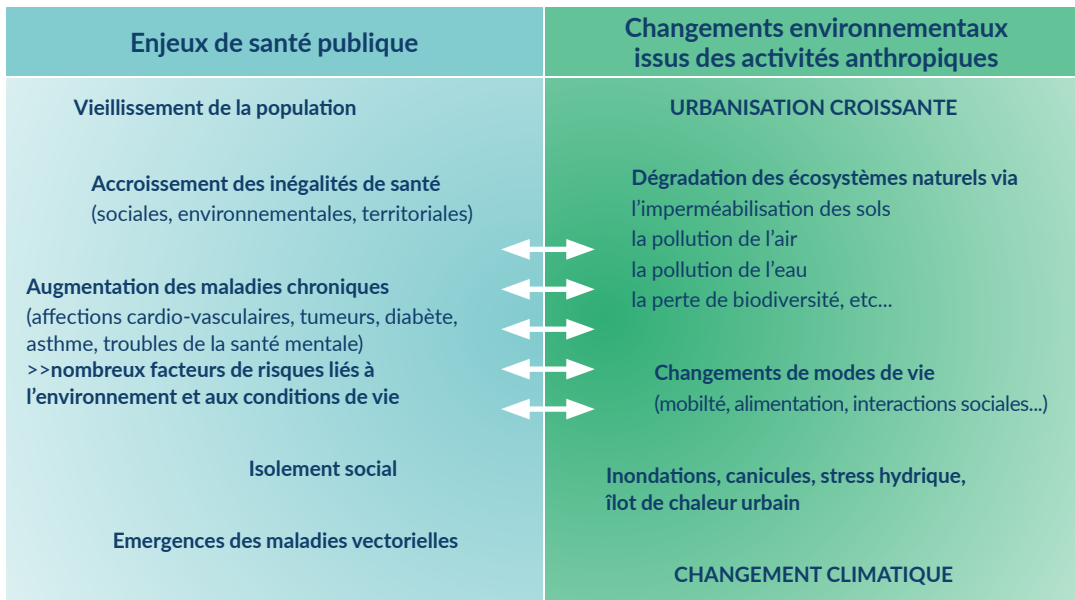 Enjeux de santé publique
Changements environnementaux
issus des activités anthropiques
Vieillissement de la population
Accroissement des inégalités de santé
(sociales, environnementales, territoriales)
Augmentation des maladies chroniques
(affections cardio-vasculaires, tumeurs, diabète,
asthme, troubles de la santé mentale)
>>nombreux facteurs de risques liés à
l'environnement et aux conditions de vie
Isolement social
Emergences des maladies vectorielles
URBANISATION CROISSANTE
Dégradation des écosystèmes naturels via
l'imperméabilisation des sols
la pollution de l'air
la pollution de l'eau
la perte de biodiversité, etc...
Changements de modes de vie
(mobilté, alimentation, interactions sociales...)
Inondations, canicules, stress hydrique,
îlot de chaleur urbain
CHANGEMENT CLIMATIQUE